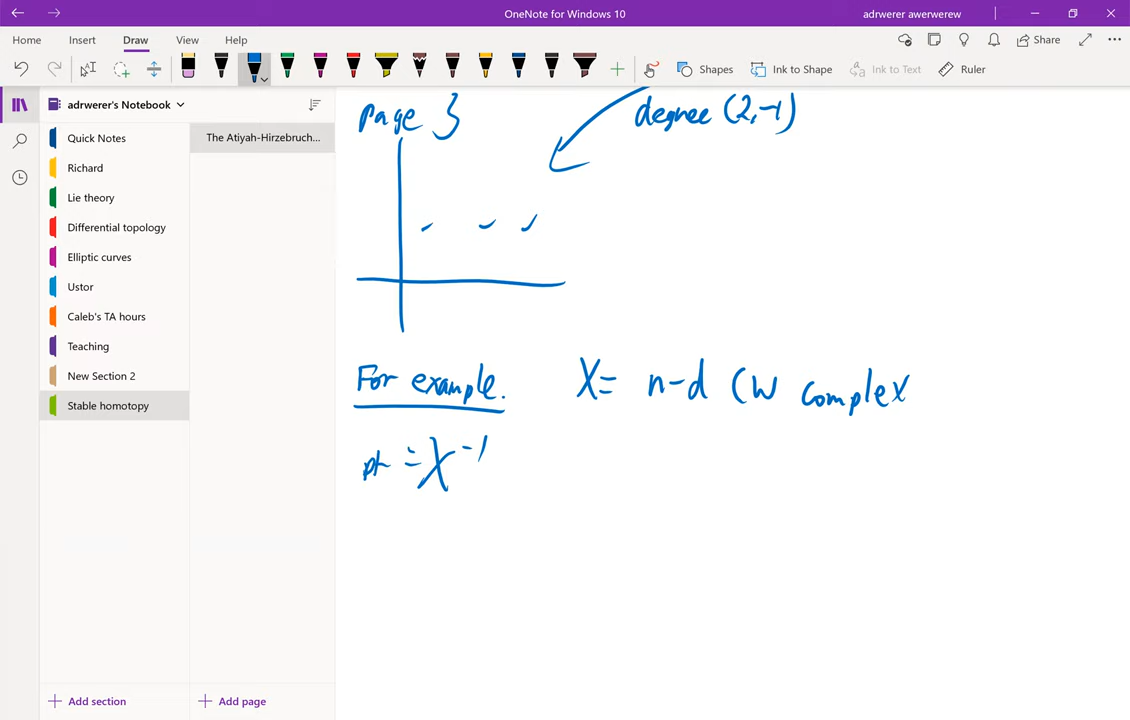 OneNote for Windows 10
adrwerer awerwerew
Home Insert Draw View Help
Share
Shapes
Ink to Shape
Ink to Text
Ruler
adrwerer's Notebook
The Atiyah-Hirzebruch...
Quick Notes
Richard
Lie theory
Differential topology
Elliptic curves
Ustor
Caleb's TA hours
Teaching
New Section 2
Stable homotopy
Add section
Add page
page 3
degree (2,-1)
For example. X= n-d CW complex
pt = X^-1